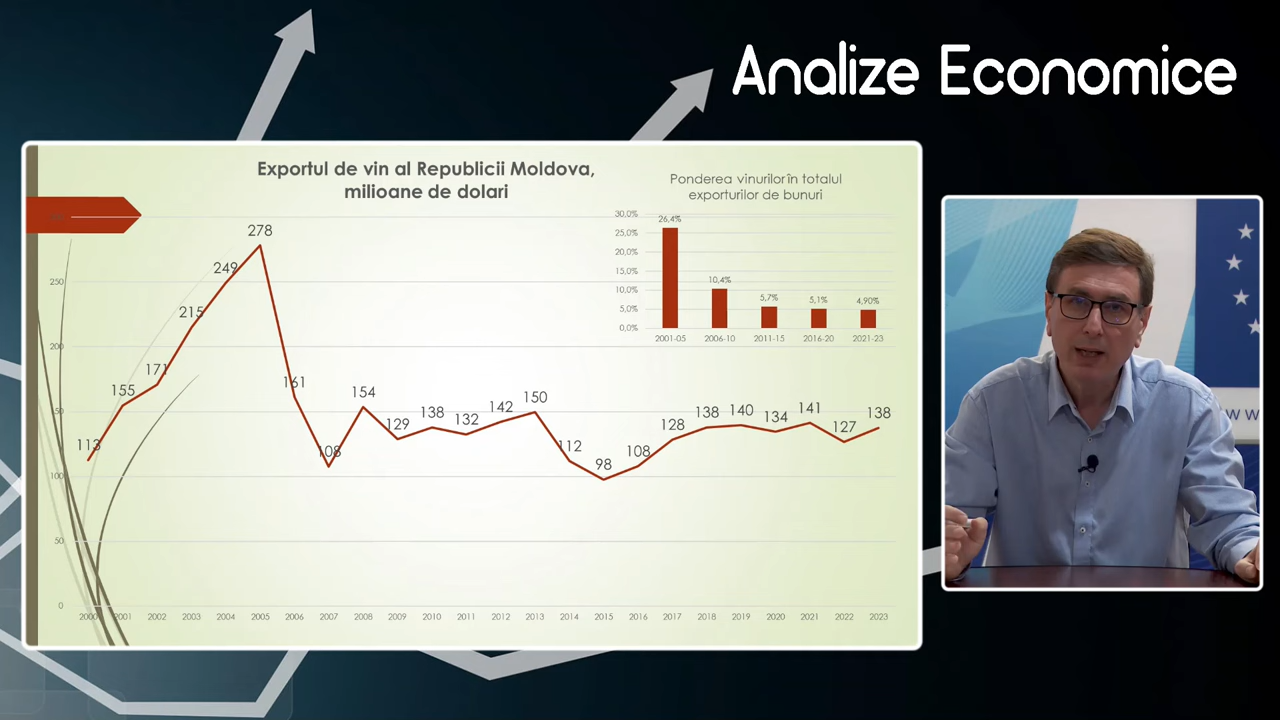 Analize Economice
Exportul de vin al Republicii Moldova,
milioane de dolari
Ponderea vinurilor în totalul
exporturilor de bunuri
30,0%
25,0%
20,0%
15,0%
10,0%
5,0%
0,0%
26,4%
10,4%
5,7%
5,1%
4,90%
2001-05 2006-10 2011-15 2016-20 2021-23
250
200
150
100
50
0
113 155 171 215 249 278 161 108 154 129 138 132 142 150 112 98 108 128 138 140 134 141 127 138
2000 2001 2002 2003 2004 2005 2006 2007 2008 2009 2010 2011 2012 2013 2014 2015 2016 2017 2018 2019 2020 2021 2022 2023
WW